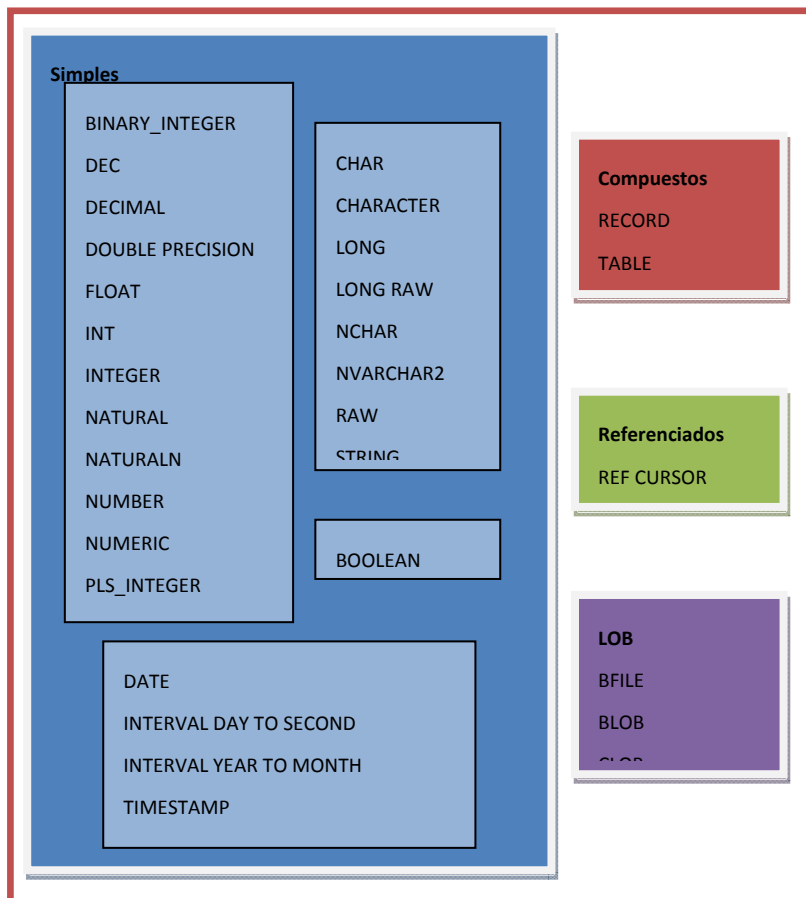 Simples
BINARY_INTEGER
DEC
DECIMAL
DOUBLE PRECISION
FLOAT
INT
INTEGER
NATURAL
NATURALN
NUMBER
NUMERIC
PLS_INTEGER
CHAR
CHARACTER
LONG
LONG RAW
NCHAR
NVARCHAR2
RAW
STRING
BOOLEAN
DATE
INTERVAL DAY TO SECOND
INTERVAL YEAR TO MONTH
TIMESTAMP
Compuestos
RECORD
TABLE
Referenciados
REF CURSOR
LOB
BFILE
BLOB
CLOB